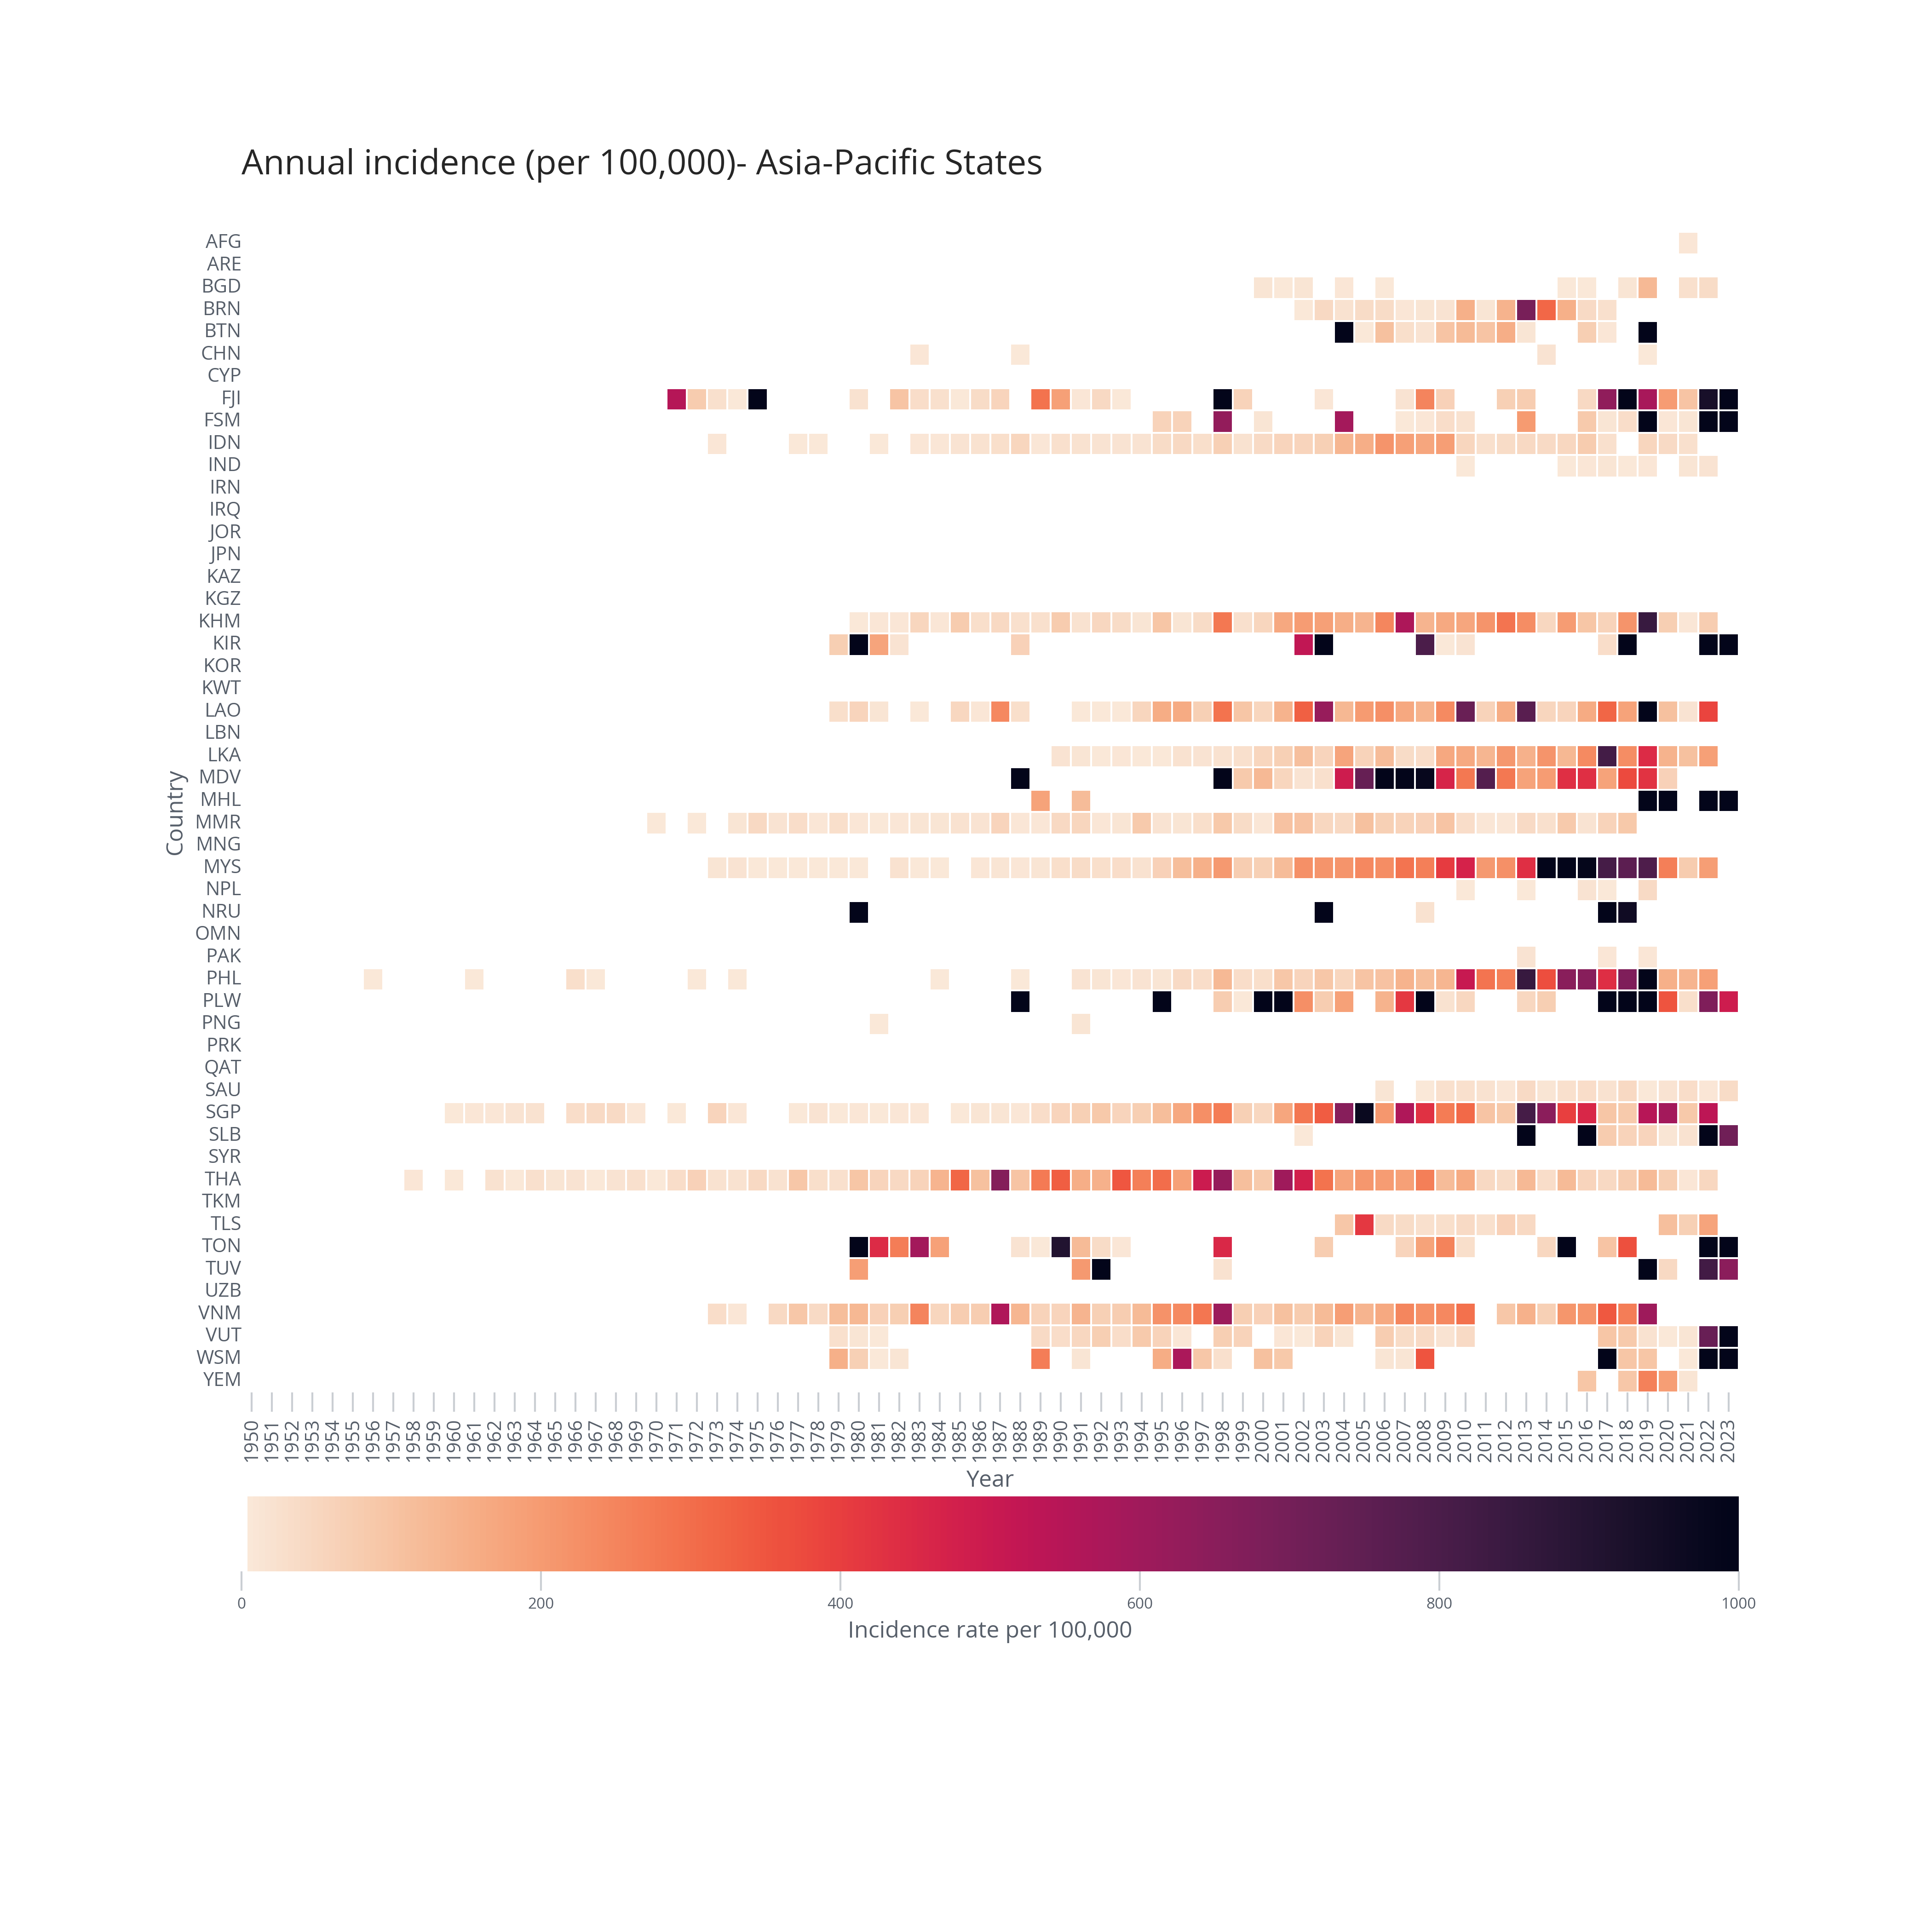 Annual incidence (per 100,000)- Asia-Pacific States
AFG
ARE
BGD
BRN
BTN
CHN
CYP
FJI
FSM
IDN
IND
IRN
IRQ
JOR
JPN
KAZ
KGZ
KHM
KIR
KOR
KWT
LAO
LBN
LKA
MDV
MHL
MMR
MNG
MYS
NPL
NRU
OMN
PAK
PHL
PLW
PNG
PRK
QAT
SAU
SGP
SLB
SYR
THA
TKM
TLS
TON
TUV
UZB
VNM
VUT
WSM
YEM
Country
1950 1951 1952 1953 1954 1955 1956 1957 1958 1959 1960 1961 1962 1963 1964 1965 1966 1967 1968 1969 1970 1971 1972 1973 1974 1975 1976 1977 1978 1979 1980 1981 1982 1983 1984 1985 1986 1987 1988 1989 1990 1991 1992 1993 1994 1995 1996 1997 1998 1999 2000 2001 2002 2003 2004 2005 2006 2007 2008 2009 2010 2011 2012 2013 2014 2015 2016 2017 2018 2019 2020 2021 2022 2023
Year
0 200 400 600 800 1000
Incidence rate per 100,000